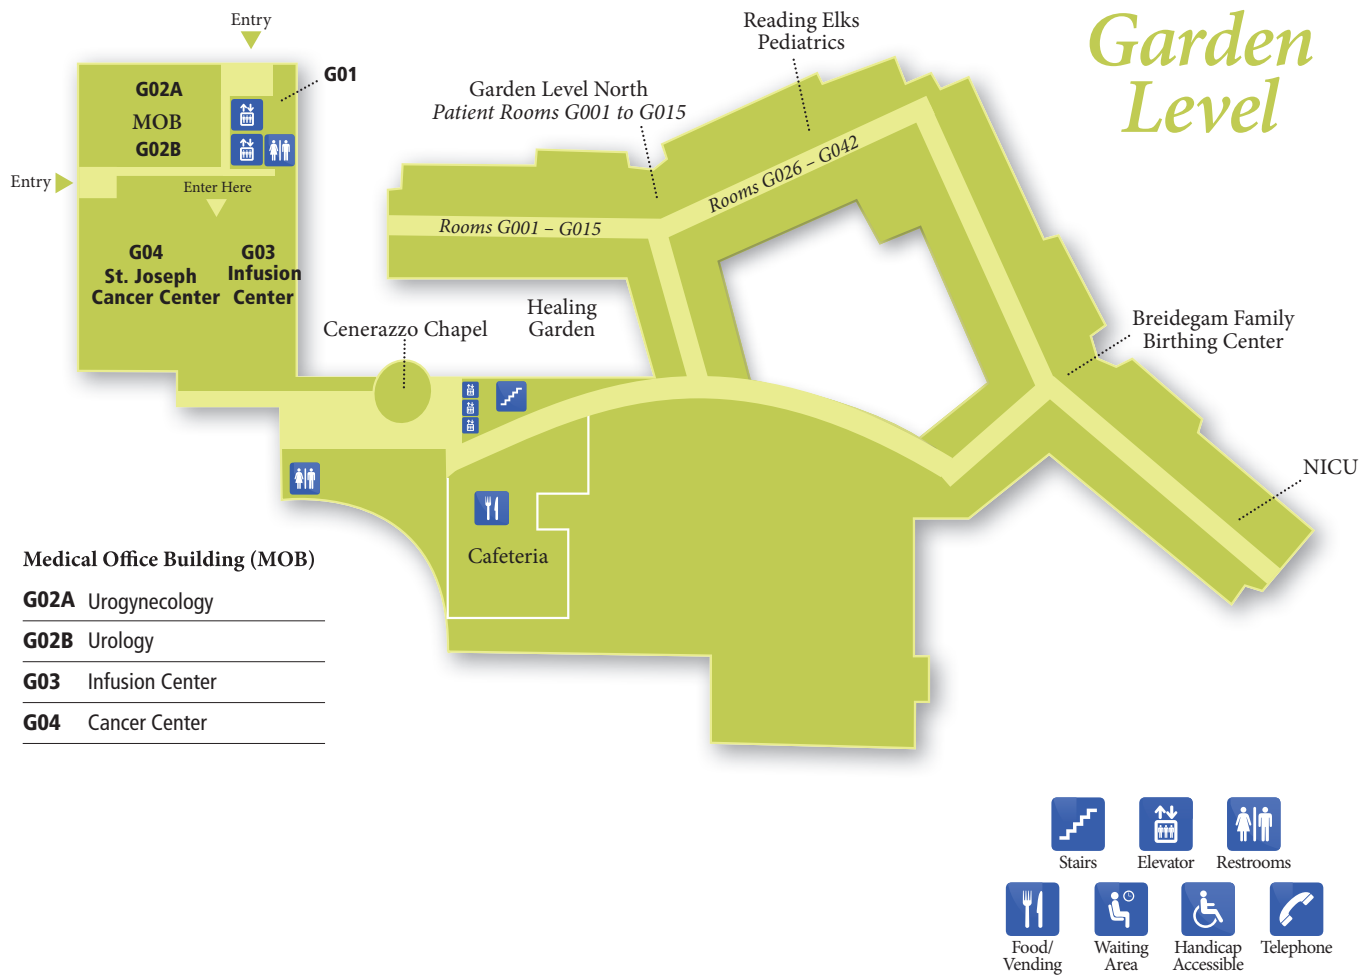 Garden
Level
Entry
G01
G02A
MOB
G02B
Entry
Enter Here
G04
St. Joseph
Cancer Center
G03
Infusion
Center
Reading Elks
Pediatrics
Garden Level North
Patient Rooms G001 to G015
Rooms G026 – G042
Rooms G001 – G015
Healing
Garden
Cenerazzo Chapel
Breidegam Family
Birthing Center
NICU
Cafeteria
Medical Office Building (MOB)
G02A Urogynecology
G02B Urology
G03 Infusion Center
G04 Cancer Center
Stairs
Elevator
Restrooms
Food/
Vending
Waiting
Area
Handicap
Accessible
Telephone